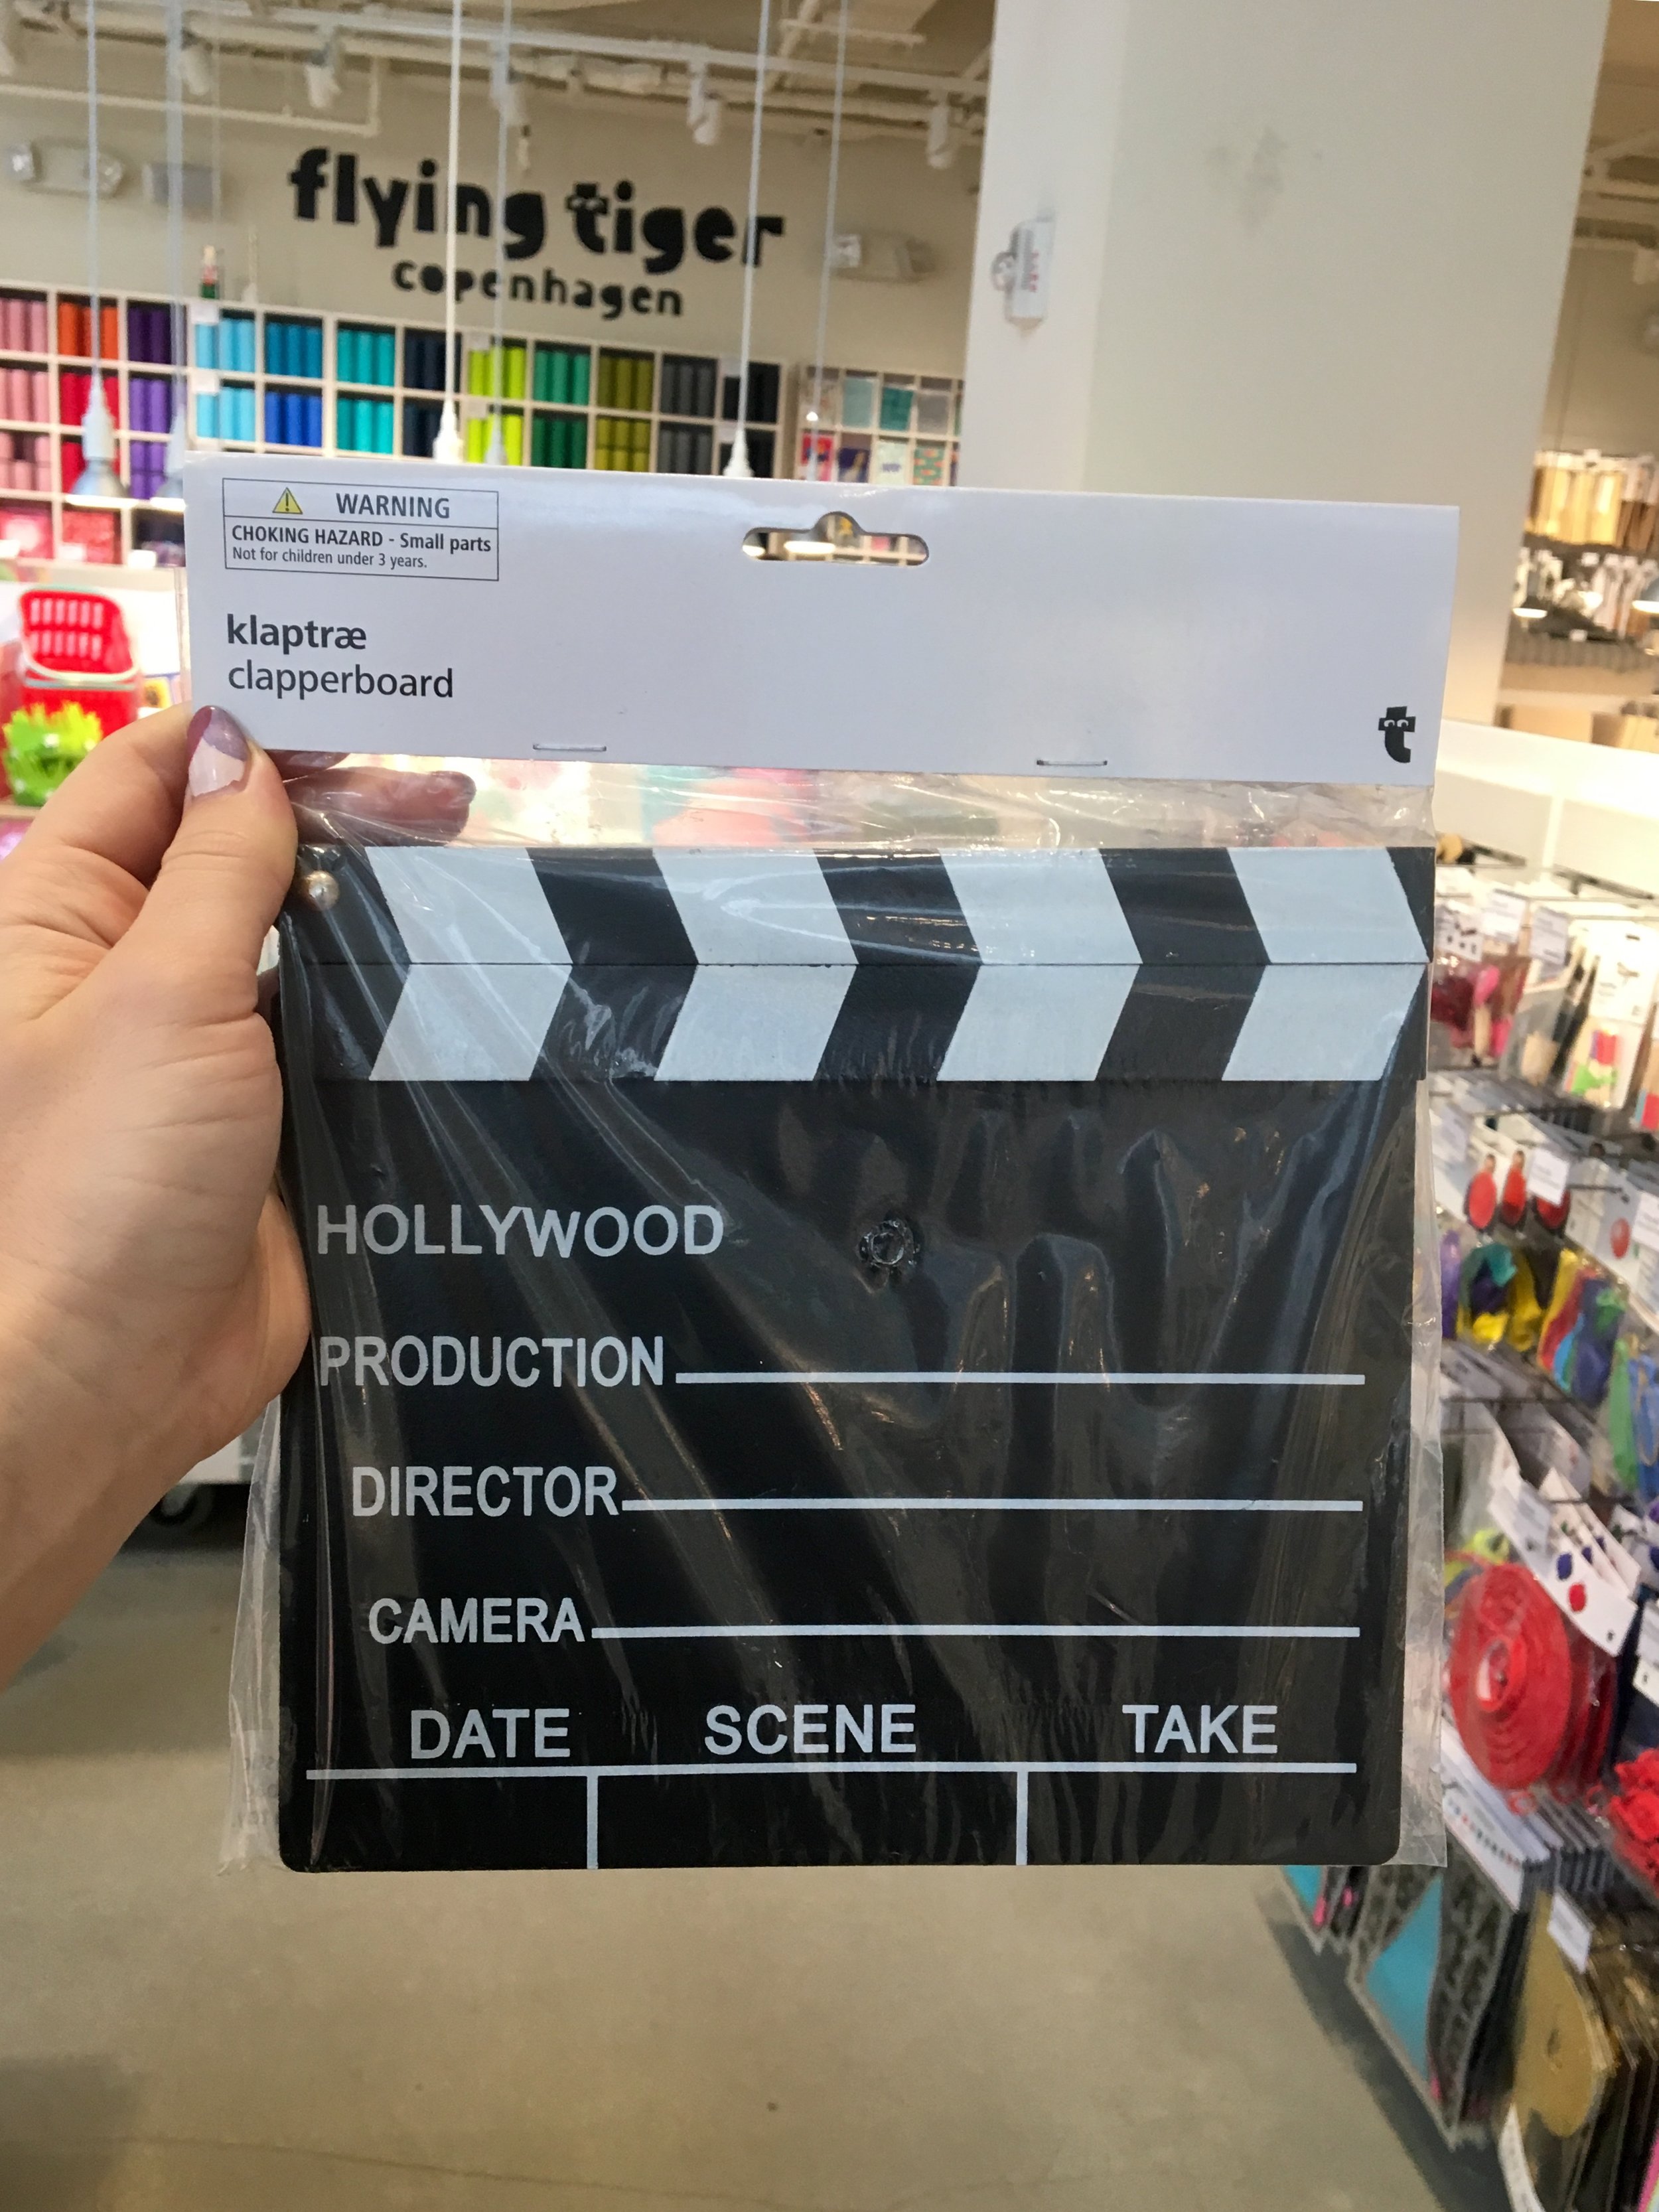 flying tiger
copenhagen
WARNING
CHOKING HAZARD - Small parts
Not for children under 3 years.
klaptræ
clapperboard
t
HOLLYWOOD
PRODUCTION
DIRECTOR
CAMERA
DATE SCENE TAKE